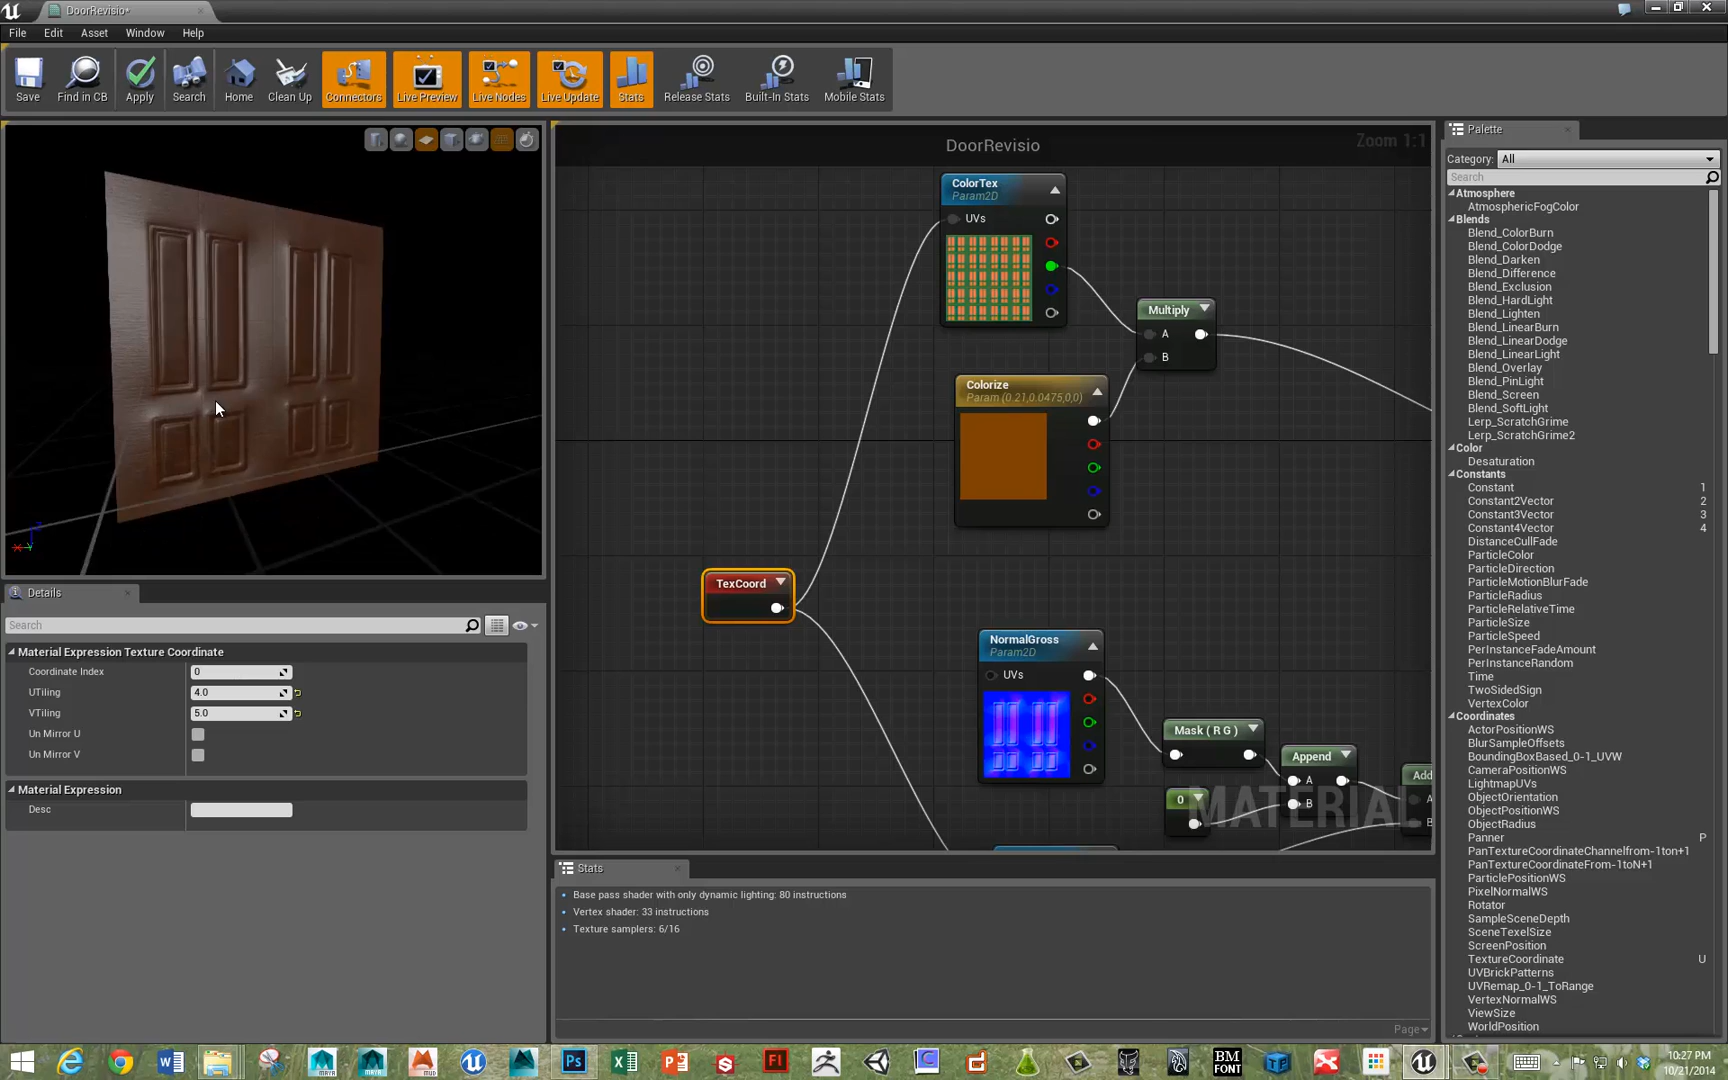 DoorRevisio*
File Edit Asset Window Help
Save Find in CB Apply Search Home Clean Up Connectors Live Preview Live Nodes Live Update Stats Release Stats Built-In Stats Mobile Stats
DoorRevisio
Zoom 1:1
ColorTex
Param2D
UVs
Multiply
A
B
Colorize
Param (0.21,0.0475,0,0)
TexCoord
NormalGross
Param2D
UVs
Mask ( R G )
Append
A
B
0
Add
A
B
MATERIAL
Details
Search
Material Expression Texture Coordinate
Coordinate Index 0
UTiling 4.0
VTiling 5.0
Un Mirror U
Un Mirror V
Material Expression
Desc
Stats
Base pass shader with only dynamic lighting: 80 instructions
Vertex shader: 33 instructions
Texture samplers: 6/16
Page
Palette
Category: All
Search
Atmosphere
AtmosphericFogColor
Blends
Blend_ColorBurn
Blend_ColorDodge
Blend_Darken
Blend_Difference
Blend_Exclusion
Blend_HardLight
Blend_Lighten
Blend_LinearBurn
Blend_LinearDodge
Blend_LinearLight
Blend_Overlay
Blend_PinLight
Blend_Screen
Blend_SoftLight
Lerp_ScratchGrime
Lerp_ScratchGrime2
Color
Desaturation
Constants
Constant 1
Constant2Vector 2
Constant3Vector 3
Constant4Vector 4
DistanceCullFade
ParticleColor
ParticleDirection
ParticleMotionBlurFade
ParticleRadius
ParticleRelativeTime
ParticleSize
ParticleSpeed
PerInstanceFadeAmount
PerInstanceRandom
Time
TwoSidedSign
VertexColor
Coordinates
ActorPositionWS
BlurSampleOffsets
BoundingBoxBased_0-1_UVW
CameraPositionWS
LightmapUVs
ObjectOrientation
ObjectPositionWS
ObjectRadius
Panner P
PanTextureCoordinateChannelfrom-1ton+1
PanTextureCoordinateFrom-1toN+1
ParticlePositionWS
PixelNormalWS
Rotator
SampleSceneDepth
SceneTexelSize
ScreenPosition
TextureCoordinate U
UVBrickPatterns
UVRemap_0-1_ToRange
VertexNormalWS
ViewSize
WorldPosition
10:27 PM
10/21/2014